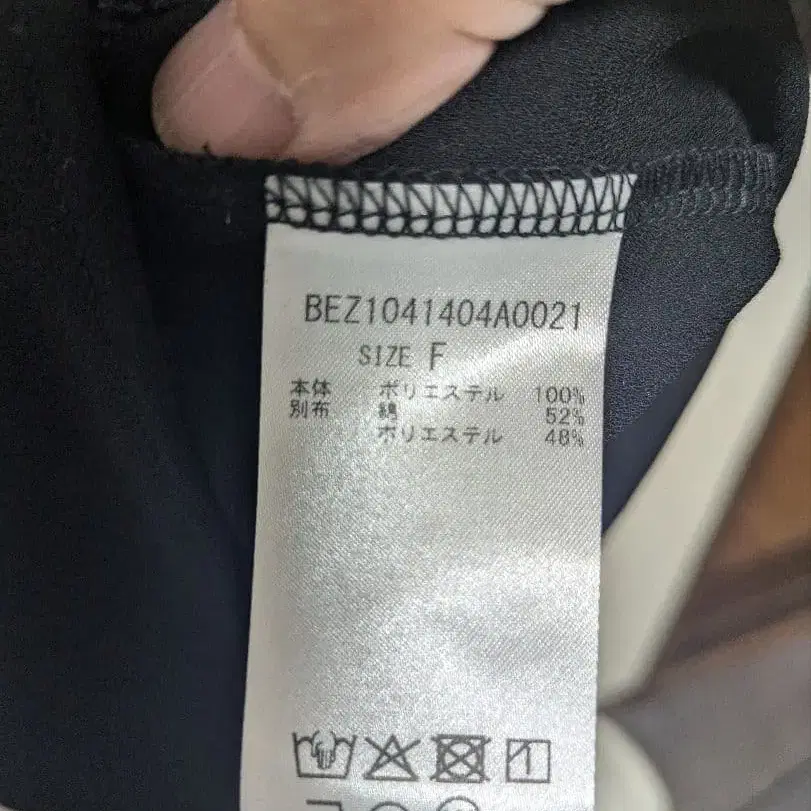 BEZ1041404A0021
SIZE F
本体 ポリエステル 100%
別布 綿 52%
ポリエステル 48%